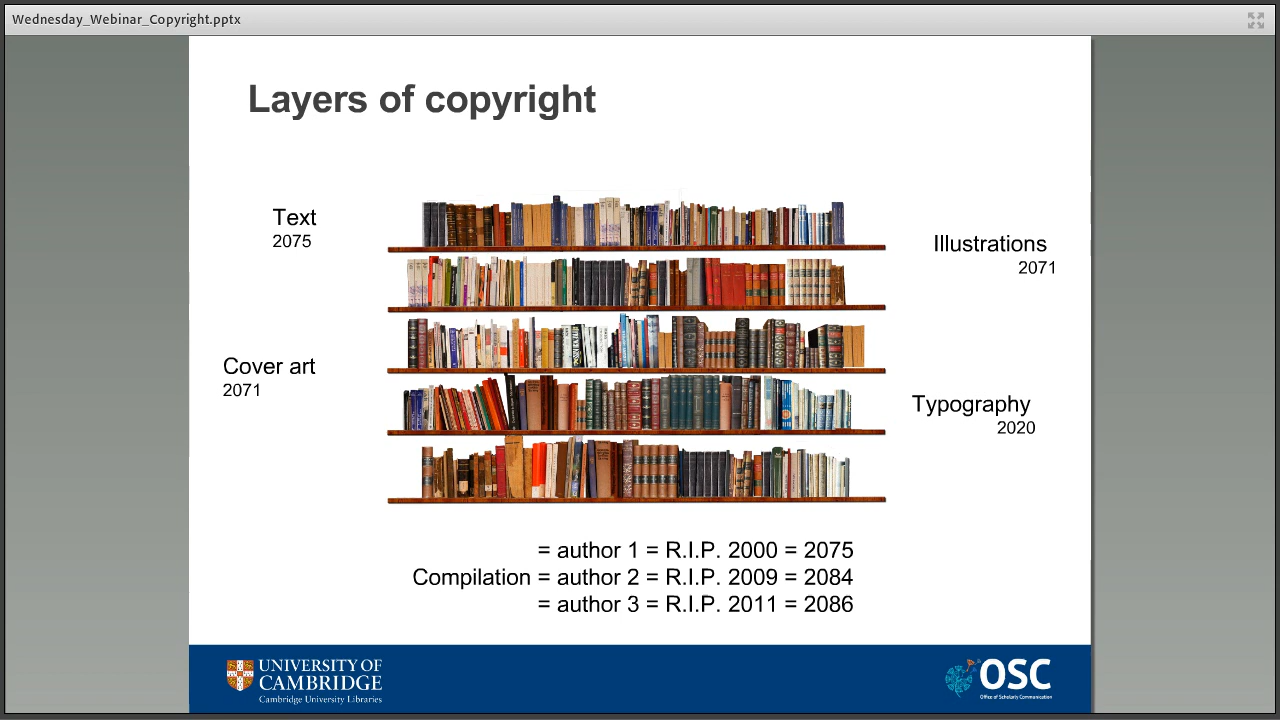 Wednesday_Webinar_Copyright.pptx
Layers of copyright
Text
2075
Illustrations
2071
Cover art
2071
Typography
2020
= author 1 = R.I.P. 2000 = 2075
Compilation = author 2 = R.I.P. 2009 = 2084
= author 3 = R.I.P. 2011 = 2086
UNIVERSITY OF
CAMBRIDGE
Cambridge University Libraries
OSC
Office of Scholarly Communication